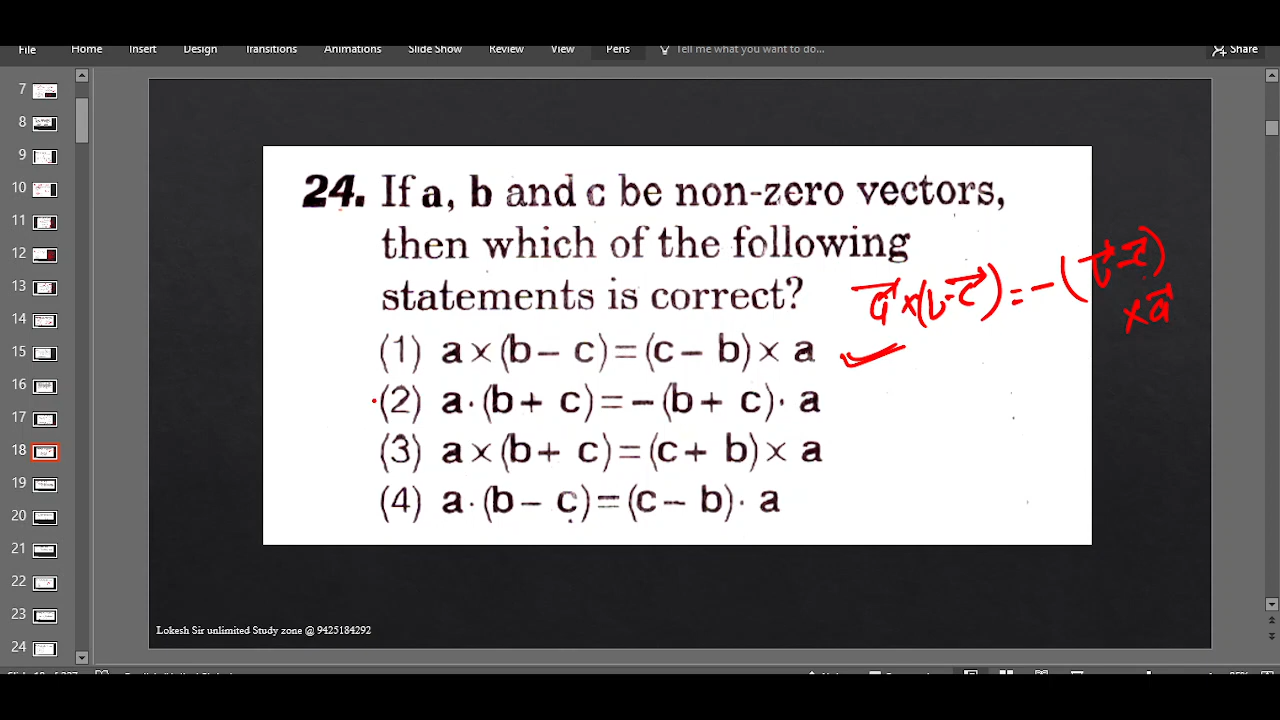 File Home Insert Design Transitions Animations Slide Show Review View Pens Tell me what you want to do... Share
7
8
9
10
11
12
13
14
15
16
17
18
19
20
21
22
23
24
24. If a, b and c be non-zero vectors,
then which of the following
statements is correct?
a⃗ ×(b-c⃗) = -(b⃗-c⃗)
×a⃗
(1) a×(b– c)=(c– b)× a
(2) a·(b+ c)=–(b+ c)· a
(3) a×(b+ c)=(c+ b)× a
(4) a·(b– c)=(c– b)· a
Lokesh Sir unlimited Study zone @ 9425184292